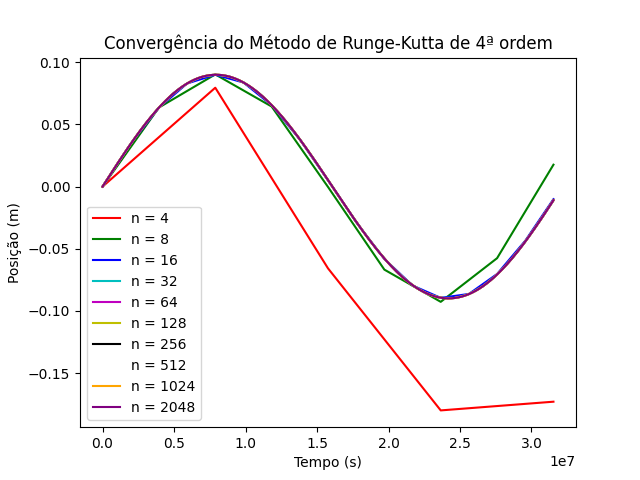 Convergência do Método de Runge-Kutta de 4ª ordem
Posição (m)
0.10
0.05
0.00
−0.05
−0.10
−0.15
n = 4
n = 8
n = 16
n = 32
n = 64
n = 128
n = 256
n = 512
n = 1024
n = 2048
0.0 0.5 1.0 1.5 2.0 2.5 3.0
1e7
Tempo (s)